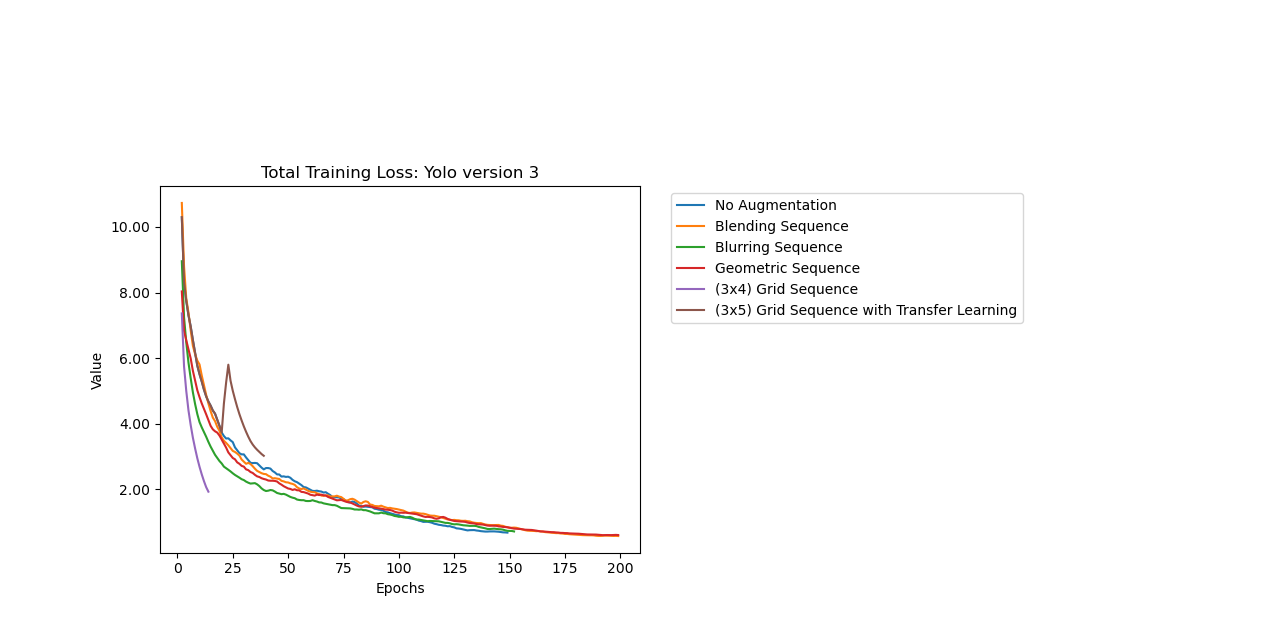 Total Training Loss: Yolo version 3
No Augmentation
Blending Sequence
Blurring Sequence
Geometric Sequence
(3x4) Grid Sequence
(3x5) Grid Sequence with Transfer Learning
Value
10.00
8.00
6.00
4.00
2.00
0 25 50 75 100 125 150 175 200
Epochs